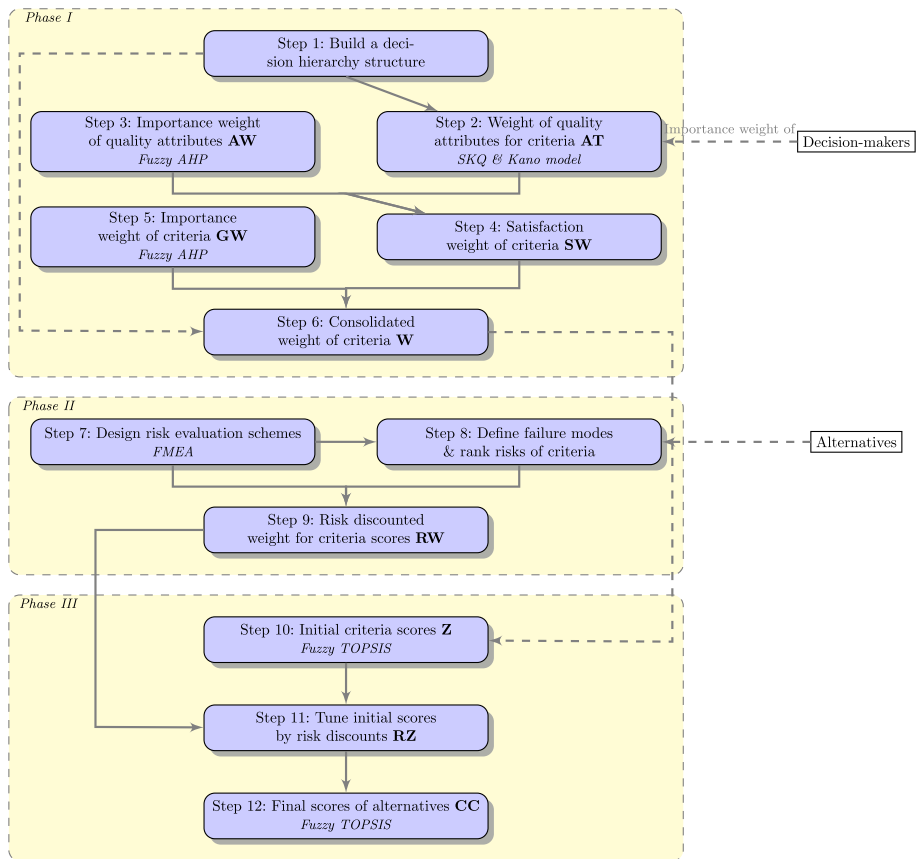 Phase I
Step 1: Build a deci-
sion hierarchy structure
Step 3: Importance weight
of quality attributes AW
Fuzzy AHP
Step 2: Weight of quality
attributes for criteria AT
SKQ & Kano model
Importance weight of
Decision-makers
Step 5: Importance
weight of criteria GW
Fuzzy AHP
Step 4: Satisfaction
weight of criteria SW
Step 6: Consolidated
weight of criteria W
Phase II
Step 7: Design risk evaluation schemes
FMEA
Step 8: Define failure modes
& rank risks of criteria
Alternatives
Step 9: Risk discounted
weight for criteria scores RW
Phase III
Step 10: Initial criteria scores Z
Fuzzy TOPSIS
Step 11: Tune initial scores
by risk discounts RZ
Step 12: Final scores of alternatives CC
Fuzzy TOPSIS